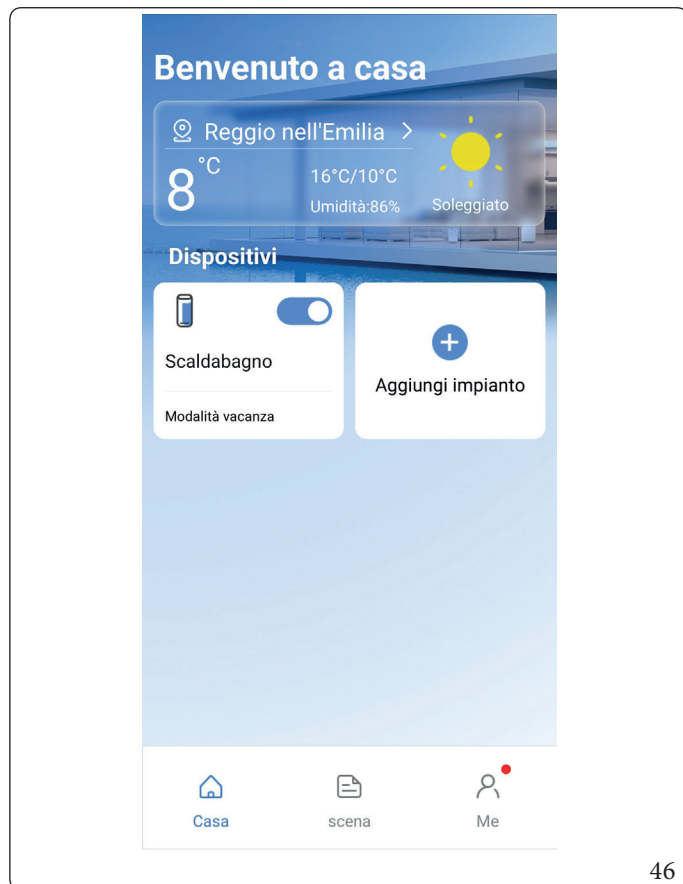 Benvenuto a casa
Reggio nell'Emilia >
8°C
16°C/10°C
Umidità:86%
Soleggiato
Dispositivi
Scaldabagno
Modalità vacanza
Aggiungi impianto
Casa
scena
Me
46